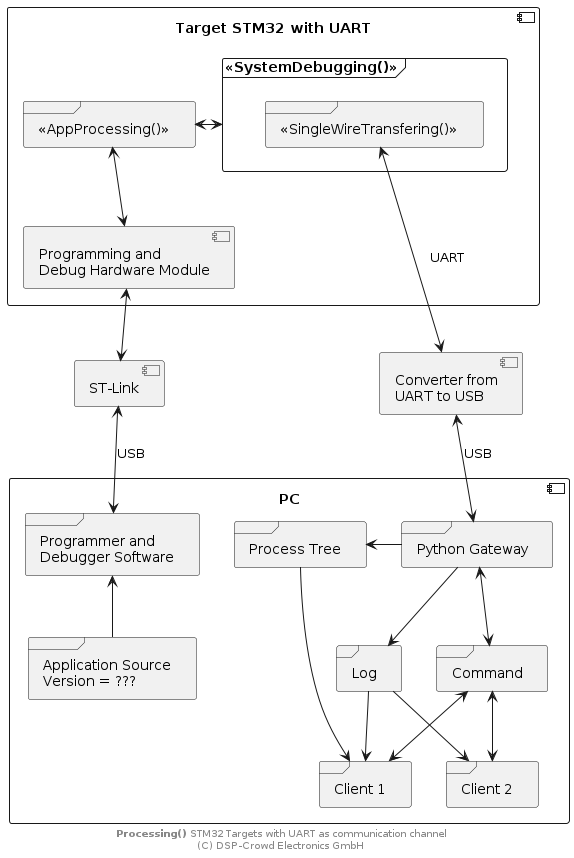 Target STM32 with UART
«SystemDebugging()»
«AppProcessing()»
«SingleWireTransfering()»
Programming and
Debug Hardware Module
UART
ST-Link
Converter from
UART to USB
USB
USB
PC
Programmer and
Debugger Software
Process Tree
Python Gateway
Application Source
Version = ???
Log
Command
Client 1
Client 2
Processing() STM32 Targets with UART as communication channel
(C) DSP-Crowd Electronics GmbH